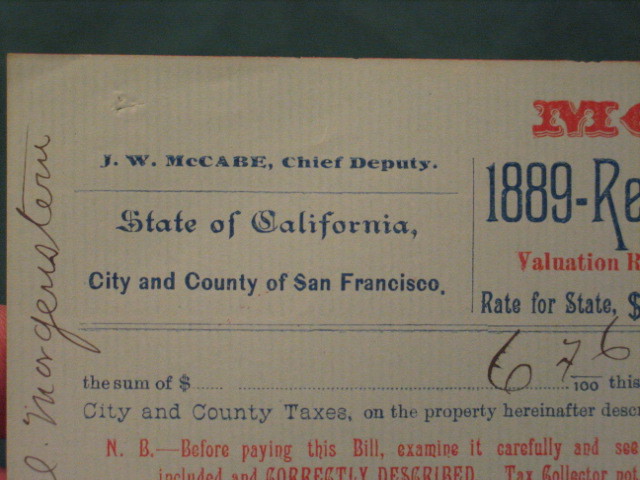 J. W. McCABE, Chief Deputy.
State of California,
City and County of San Francisco.
1889-Re
Valuation R
Rate for State, $
Morgenstern
6 76
the sum of $ 100 this
City and County Taxes, on the property hereinafter desc
N. B.—Before paying this Bill, examine it carefully and see
included and CORRECTLY DESCRIBED. Tax Collector not